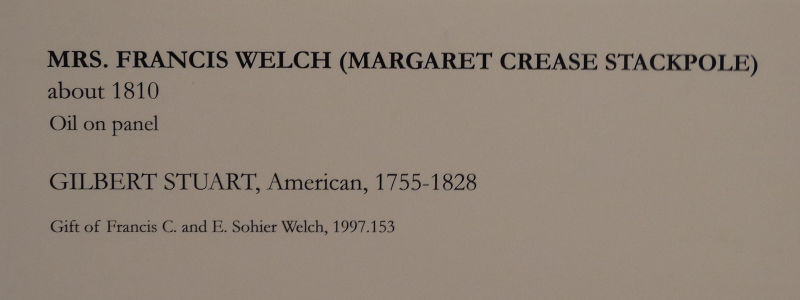 MRS. FRANCIS WELCH (MARGARET CREASE STACKPOLE)
about 1810
Oil on panel
GILBERT STUART, American, 1755-1828
Gift of Francis C. and E. Sohier Welch, 1997.153